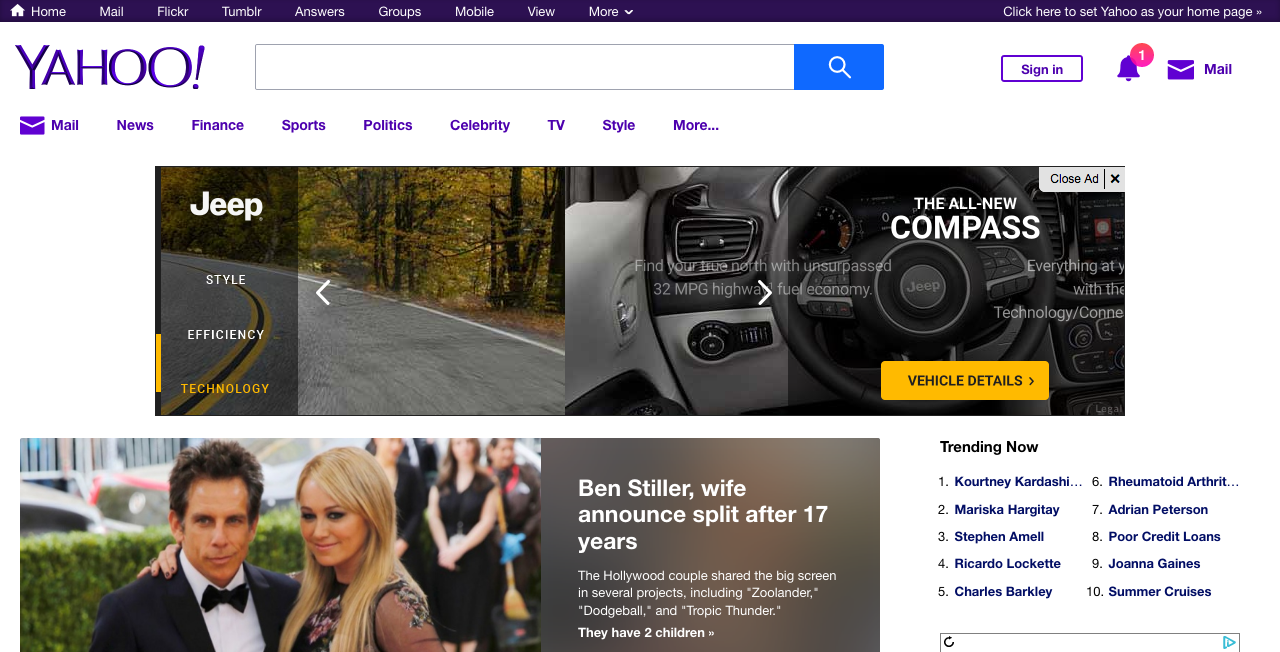 Home Mail Flickr Tumblr Answers Groups Mobile View More Click here to set Yahoo as your home page »
YAHOO!
Sign in 1 Mail
Mail News Finance Sports Politics Celebrity TV Style More...
Close Ad ×
Jeep
THE ALL-NEW
COMPASS
STYLE
EFFICIENCY
TECHNOLOGY
Find your true north with unsurpassed
32 MPG highway fuel economy.
Everything at y
with the
Technology/Conne
Jeep
VEHICLE DETAILS
Legal
Ben Stiller, wife
announce split after 17
years
The Hollywood couple shared the big screen
in several projects, including "Zoolander,"
"Dodgeball," and "Tropic Thunder."
They have 2 children »
Trending Now
1. Kourtney Kardashi...
2. Mariska Hargitay
3. Stephen Amell
4. Ricardo Lockette
5. Charles Barkley
6. Rheumatoid Arthrit...
7. Adrian Peterson
8. Poor Credit Loans
9. Joanna Gaines
10. Summer Cruises